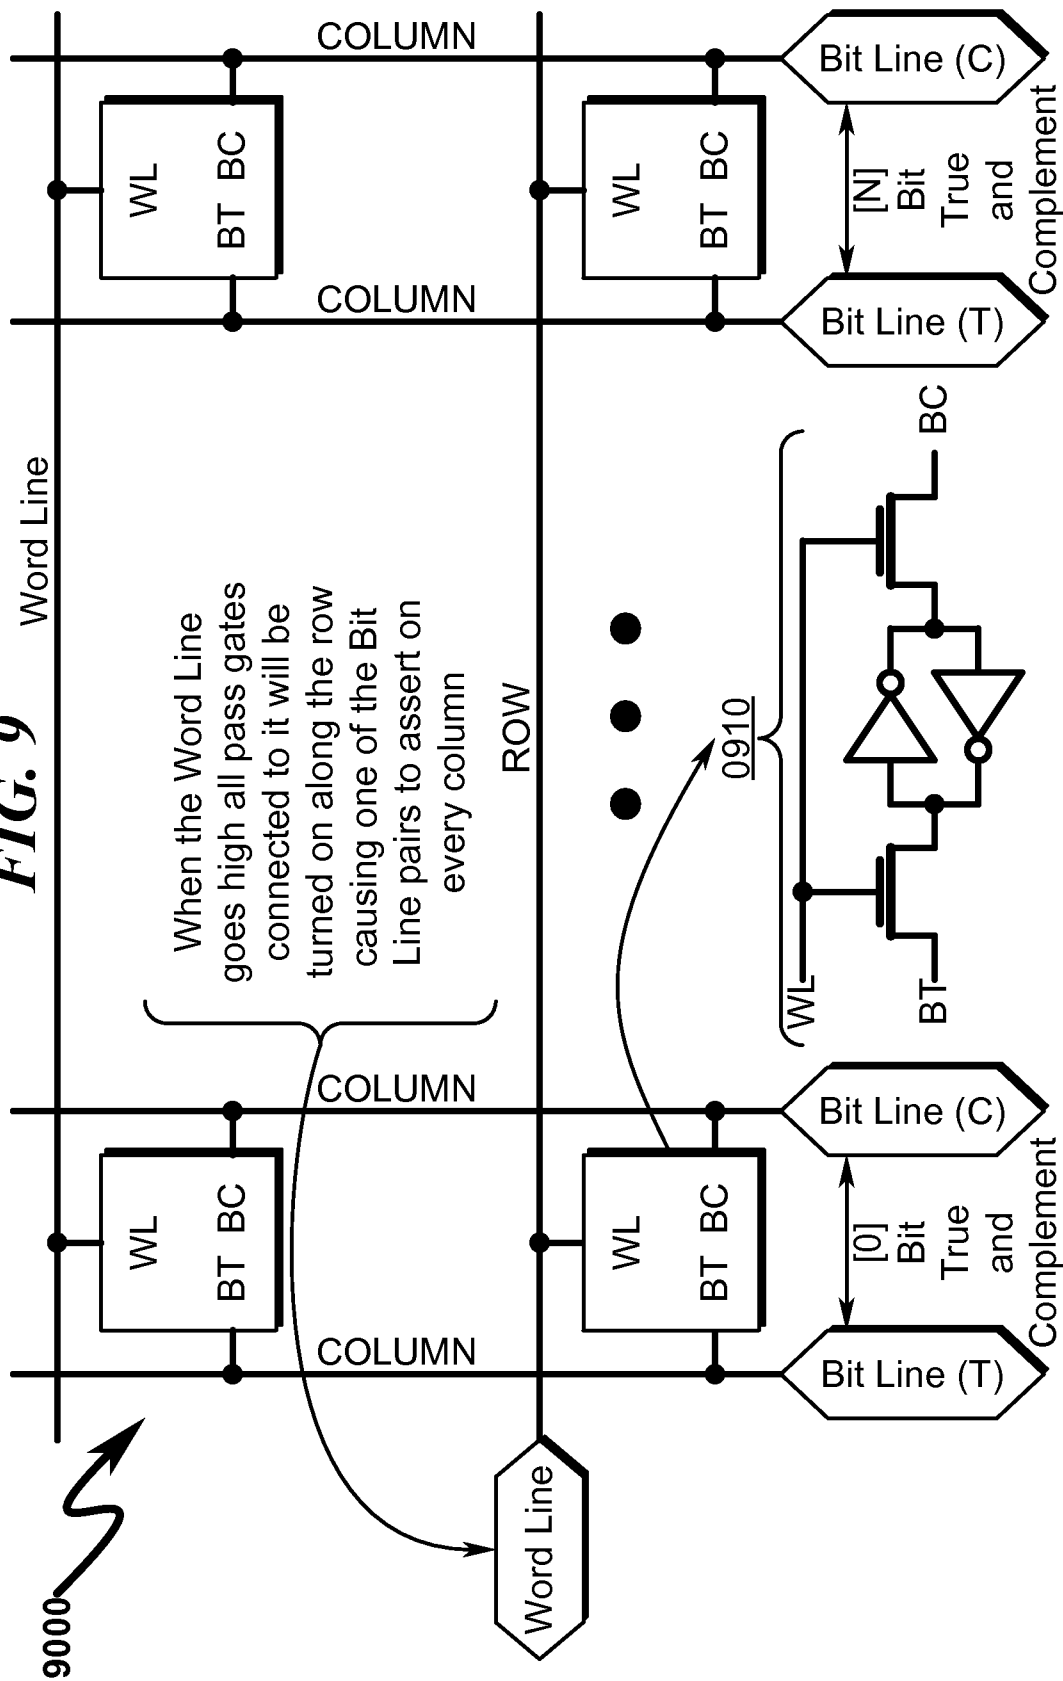 FIG. 9
9000
Word Line
WL
BT BC
WL
BT BC
When the Word Line
goes high all pass gates
connected to it will be
turned on along the row
causing one of the Bit
Line pairs to assert on
every column
COLUMN
COLUMN
COLUMN
COLUMN
Word Line
ROW
WL
BT BC
WL
BT BC
0910
WL
BT
BC
Bit Line (T)
[0]
Bit
True
and
Complement
Bit Line (C)
Bit Line (T)
[N]
Bit
True
and
Complement
Bit Line (C)